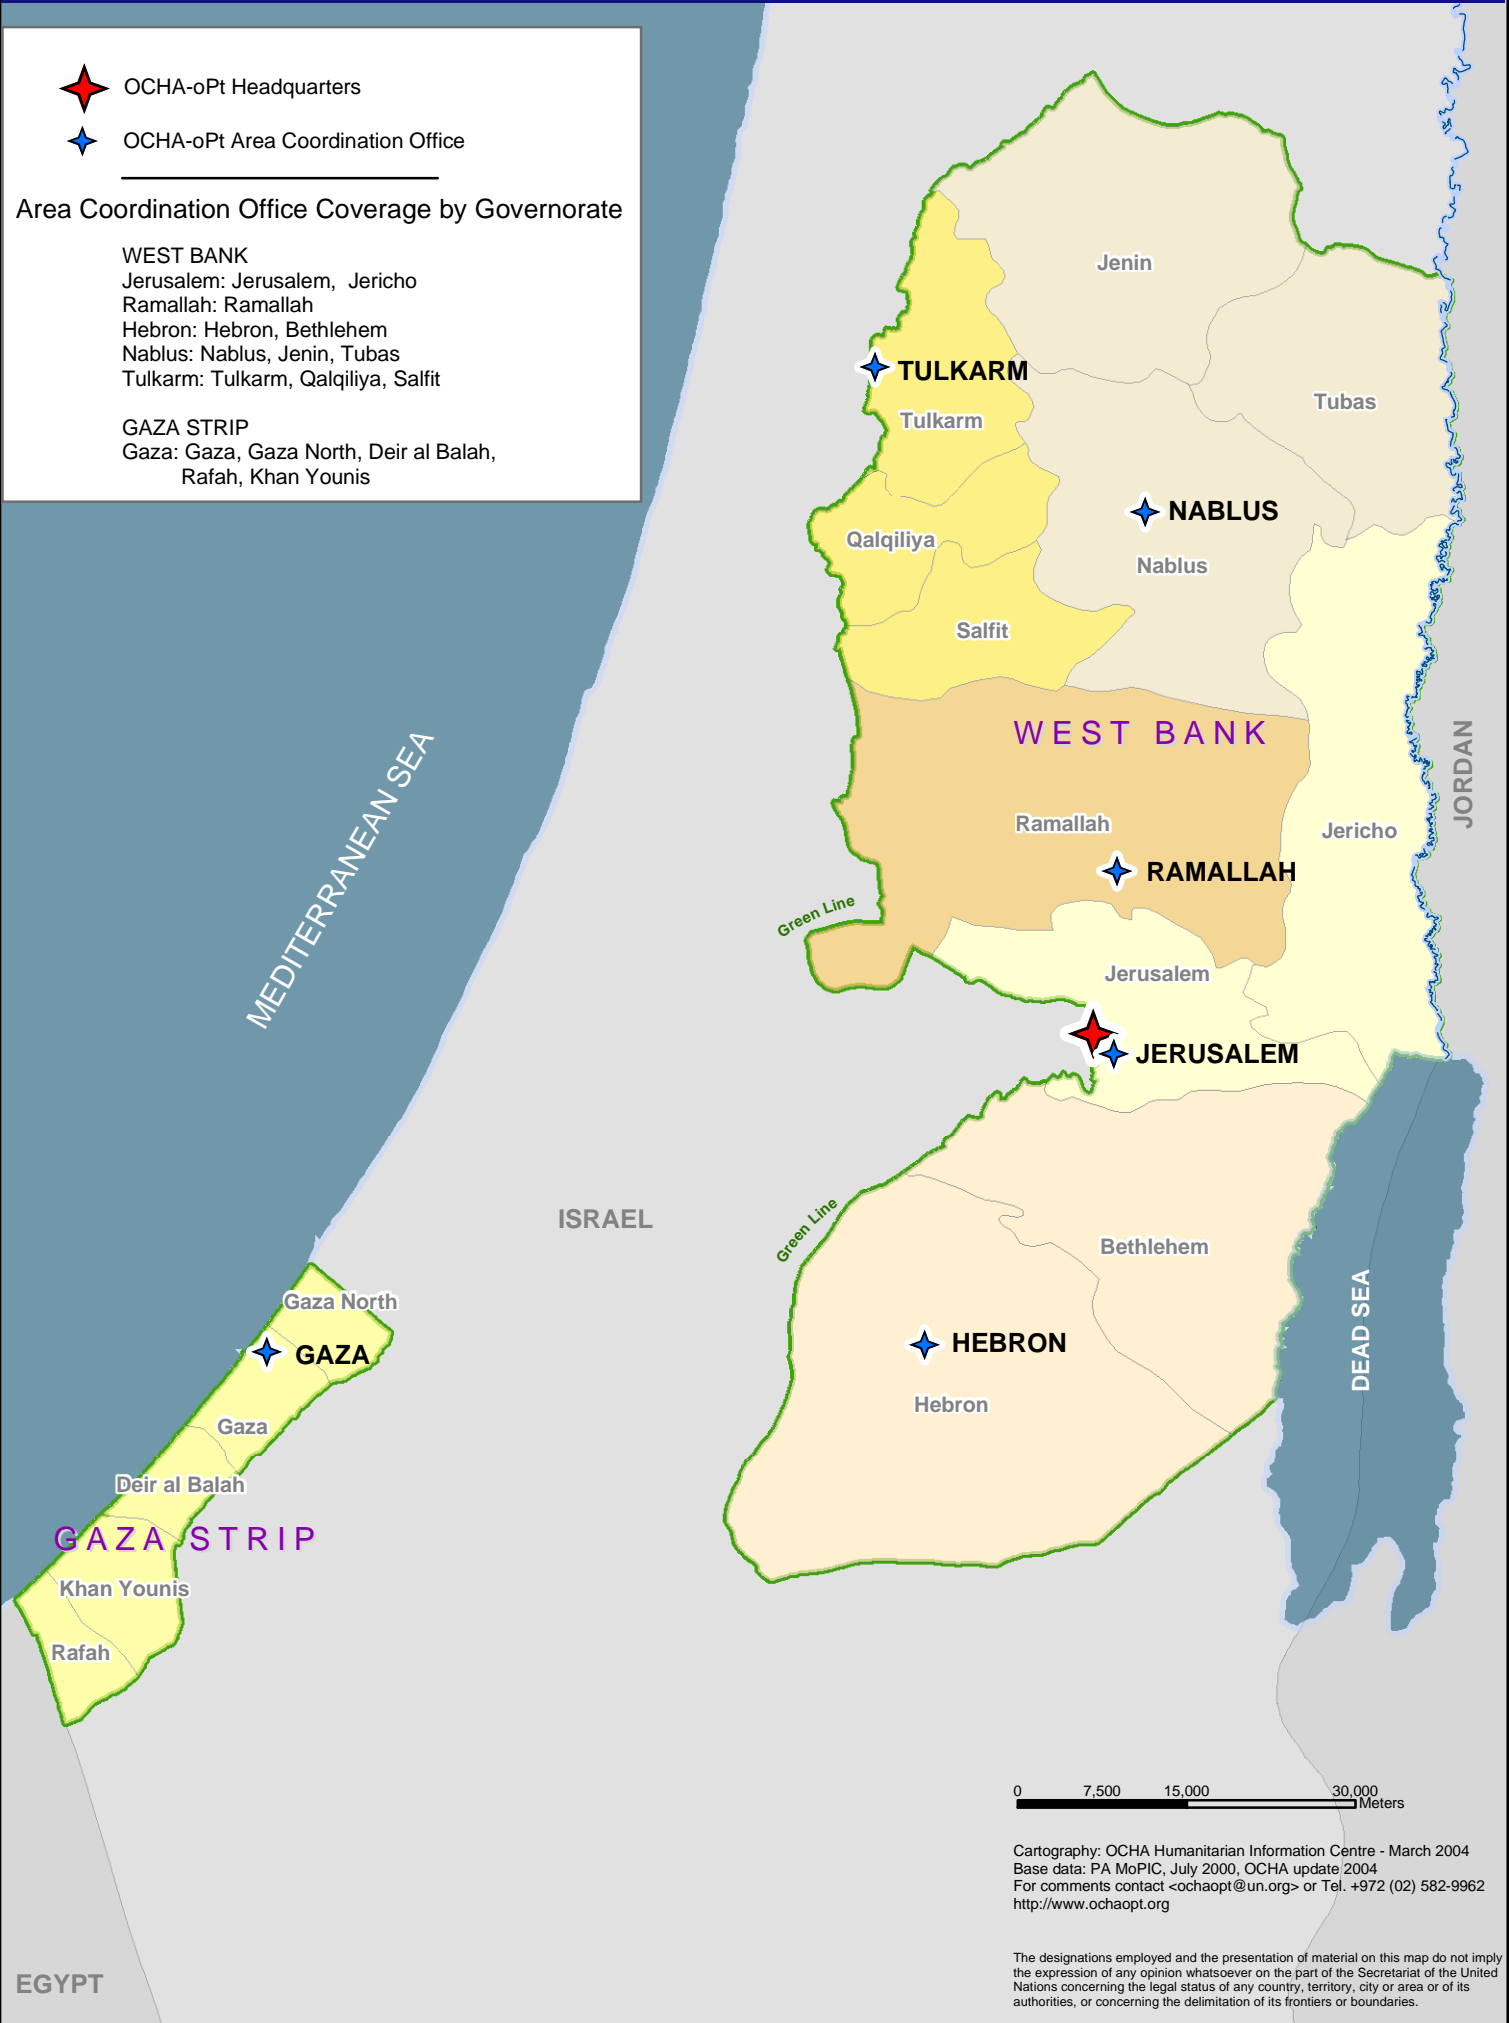 OCHA-oPt Headquarters
OCHA-oPt Area Coordination Office
Area Coordination Office Coverage by Governorate
WEST BANK
Jerusalem: Jerusalem, Jericho
Ramallah: Ramallah
Hebron: Hebron, Bethlehem
Nablus: Nablus, Jenin, Tubas
Tulkarm: Tulkarm, Qalqiliya, Salfit
GAZA STRIP
Gaza: Gaza, Gaza North, Deir al Balah,
Rafah, Khan Younis
Jenin
TULKARM
Tulkarm
Tubas
NABLUS
Qalqiliya
Nablus
Salfit
WEST BANK
JORDAN
MEDITERRANEAN SEA
Ramallah
Jericho
RAMALLAH
Green Line
Jerusalem
JERUSALEM
ISRAEL
Green Line
Bethlehem
Gaza North
GAZA
HEBRON
DEAD SEA
Hebron
Gaza
Deir al Balah
GAZA STRIP
Khan Younis
Rafah
0 7,500 15,000 30,000
Meters
Cartography: OCHA Humanitarian Information Centre - March 2004
Base data: PA MoPIC, July 2000, OCHA update 2004
For comments contact <ochaopt@un.org> or Tel. +972 (02) 582-9962
http://www.ochaopt.org
The designations employed and the presentation of material on this map do not imply
the expression of any opinion whatsoever on the part of the Secretariat of the United
Nations concerning the legal status of any country, territory, city or area or of its
authorities, or concerning the delimitation of its frontiers or boundaries.
EGYPT